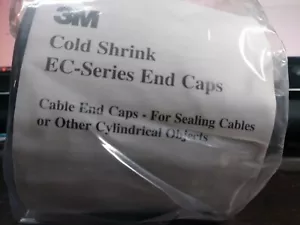 3M
Cold Shrink
EC-Series End Caps
Cable End Caps - For Sealing Cables
or Other Cylindrical Objects